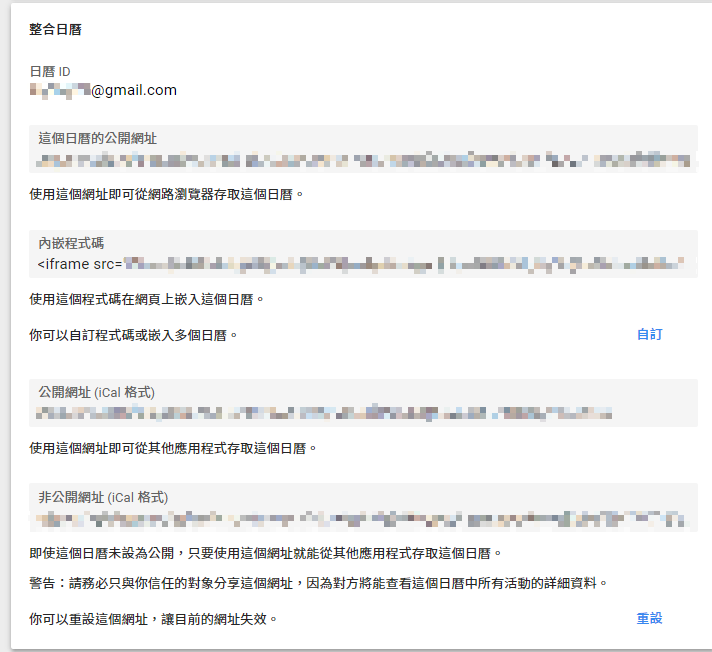 整合日曆
日曆 ID
@gmail.com
這個日曆的公開網址
使用這個網址即可從網路瀏覽器存取這個日曆。
內嵌程式碼
<iframe src=
使用這個程式碼在網頁上嵌入這個日曆。
你可以自訂程式碼或嵌入多個日曆。
自訂
公開網址 (iCal 格式)
使用這個網址即可從其他應用程式存取這個日曆。
非公開網址 (iCal 格式)
即使這個日曆未設為公開，只要使用這個網址就能從其他應用程式存取這個日曆。
警告：請務必只與你信任的對象分享這個網址，因為對方將能查看這個日曆中所有活動的詳細資料。
你可以重設這個網址，讓目前的網址失效。
重設